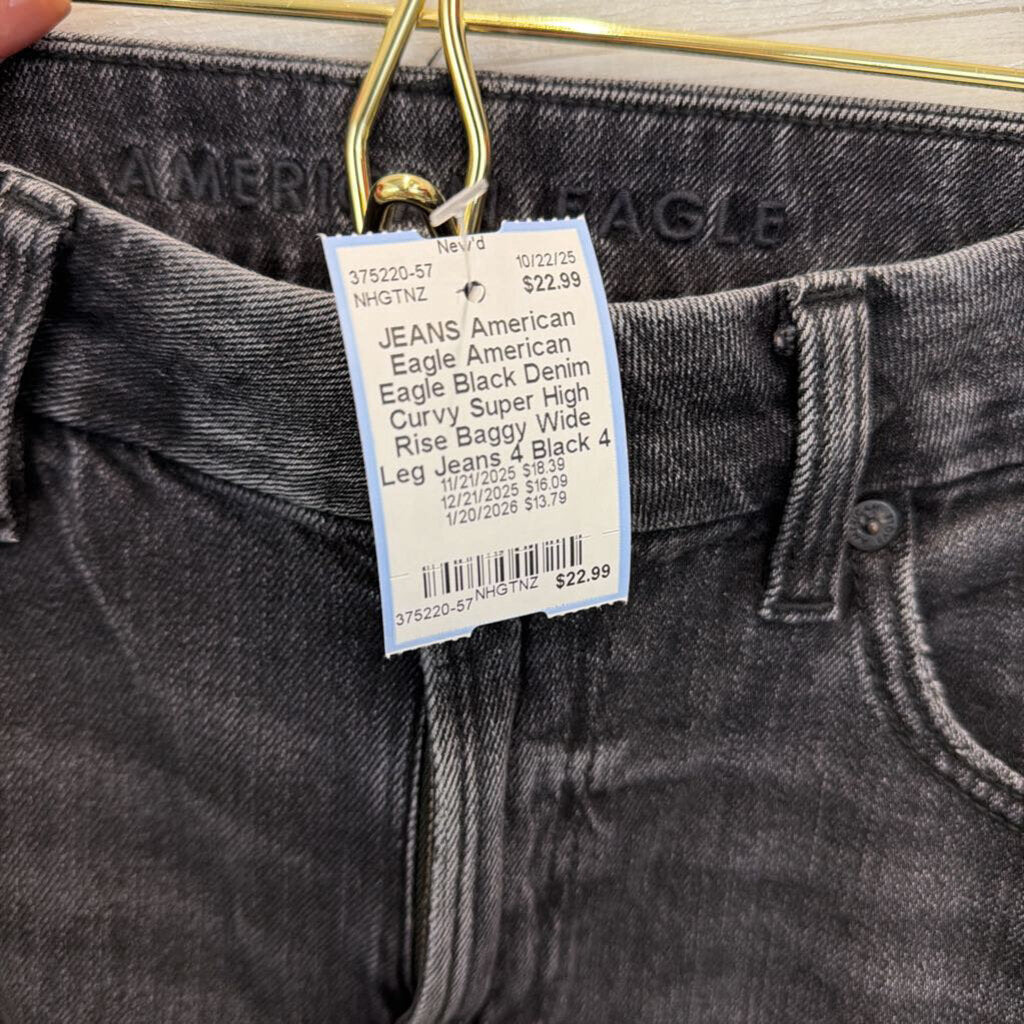 AMERICAN EAGLE
New'd
375220-57 10/22/25
NHGTNZ $22.99
JEANS American
Eagle American
Eagle Black Denim
Curvy Super High
Rise Baggy Wide
Leg Jeans 4 Black 4
11/21/2025 $18.39
12/21/2025 $16.09
1/20/2026 $13.79
375220-57 NHGTNZ $22.99